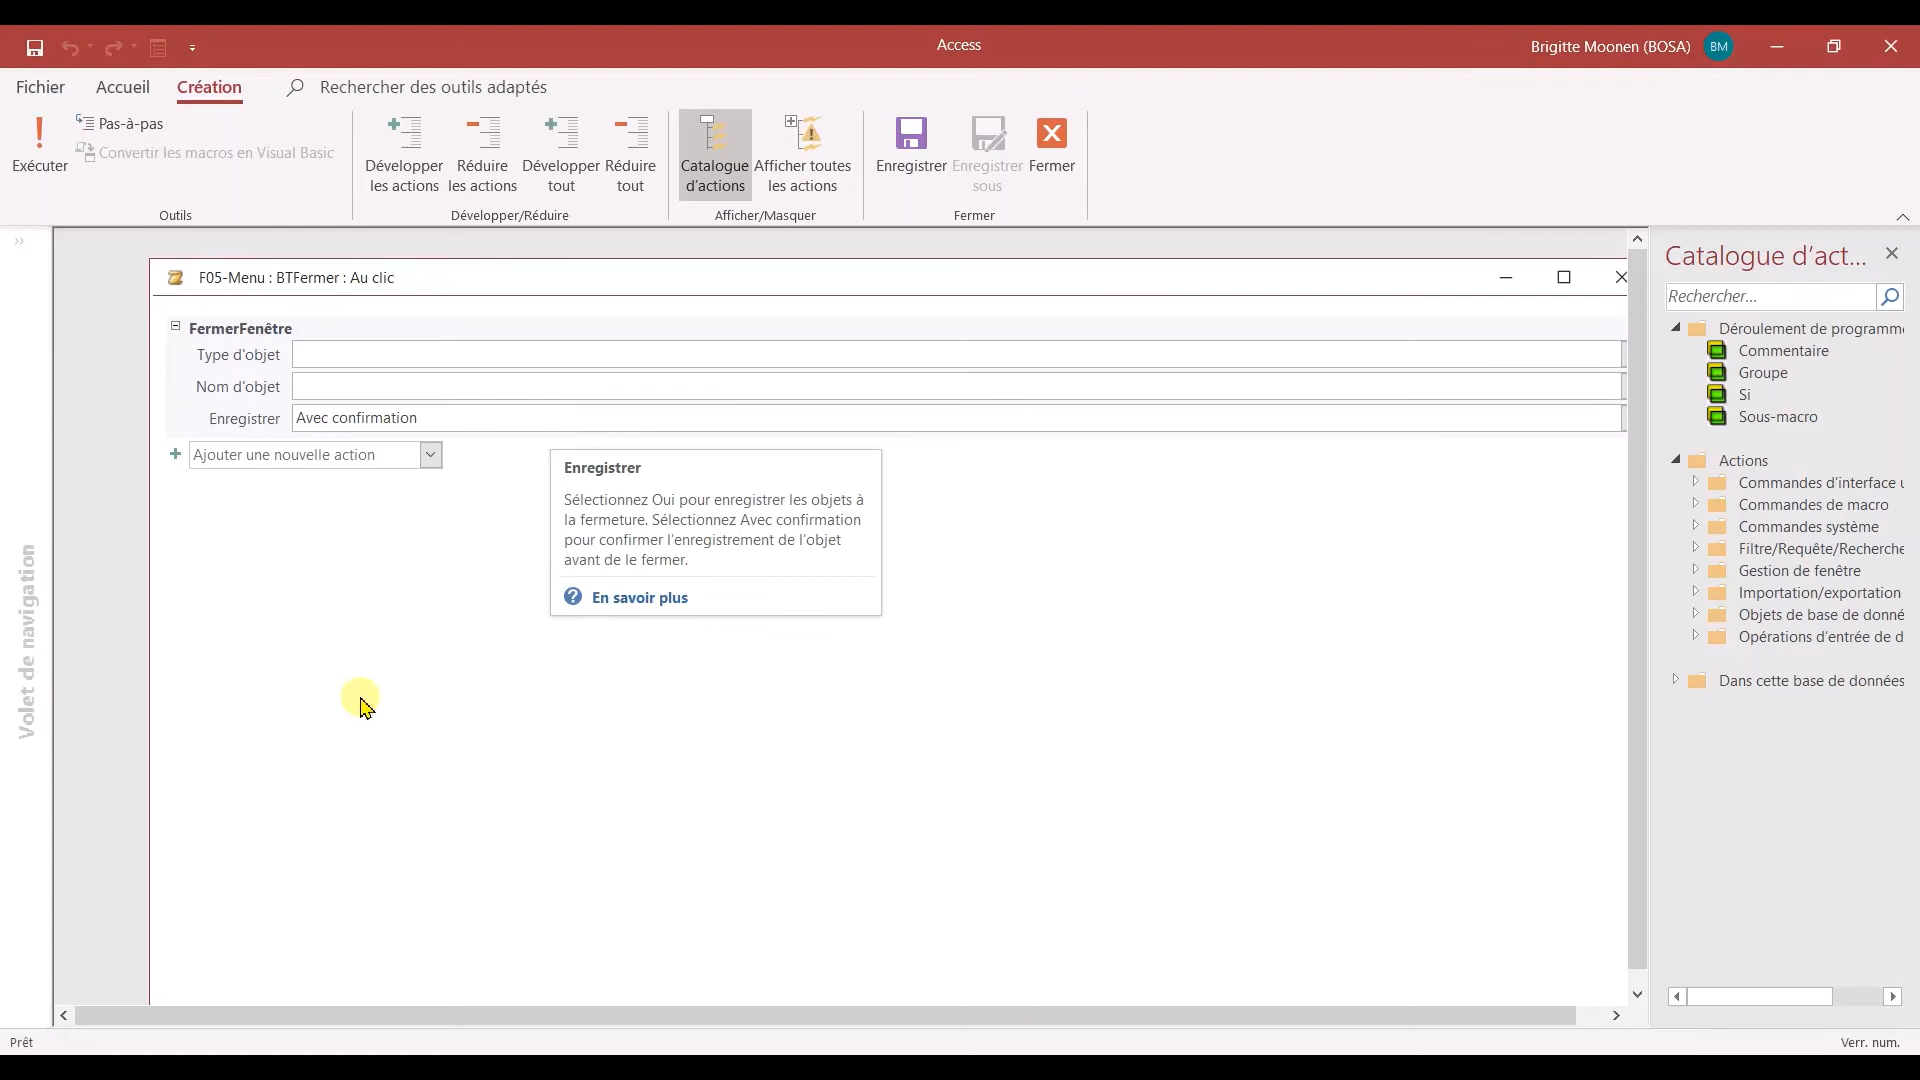 Access
Brigitte Moonen (BOSA) BM
Fichier Accueil Création Rechercher des outils adaptés
Exécuter
Pas-à-pas
Convertir les macros en Visual Basic
Développer les actions
Réduire les actions
Développer tout
Réduire tout
Catalogue d'actions
Afficher toutes les actions
Enregistrer
Enregistrer sous
Fermer
Outils Développer/Réduire Afficher/Masquer Fermer
F05-Menu : BTFermer : Au clic
FermerFenêtre
Type d'objet
Nom d'objet
Enregistrer Avec confirmation
Ajouter une nouvelle action
Enregistrer
Sélectionnez Oui pour enregistrer les objets à
la fermeture. Sélectionnez Avec confirmation
pour confirmer l'enregistrement de l'objet
avant de le fermer.
En savoir plus
Volet de navigation
Catalogue d'act...
Rechercher...
Déroulement de programme
Commentaire
Groupe
Si
Sous-macro
Actions
Commandes d'interface u
Commandes de macro
Commandes système
Filtre/Requête/Recherche
Gestion de fenêtre
Importation/exportation
Objets de base de donné
Opérations d'entrée de d
Dans cette base de données
Prêt
Verr. num.